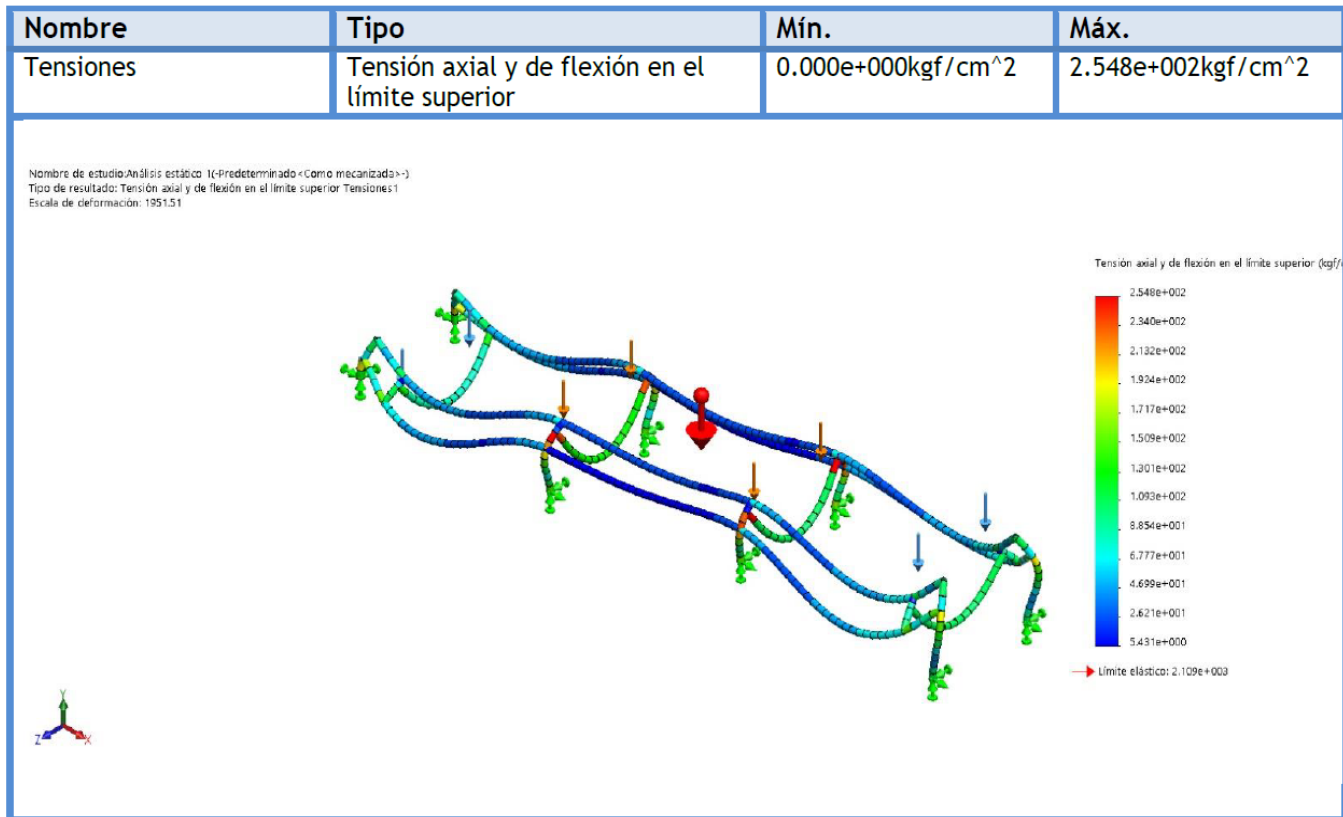 Nombre
Tipo
Mín.
Máx.
Tensiones
Tensión axial y de flexión en el
límite superior
0.000e+000kgf/cm^2
2.548e+002kgf/cm^2
Nombre de estudio:Análisis estático 1(-Predeterminado<Como mecanizada>-)
Tipo de resultado: Tensión axial y de flexión en el límite superior Tensiones1
Escala de deformación: 1951.51
Tensión axial y de flexión en el límite superior (kgf/
2.548e+002
2.340e+002
2.132e+002
1.924e+002
1.717e+002
1.509e+002
1.301e+002
1.093e+002
8.854e+001
6.777e+001
4.699e+001
2.621e+001
5.431e+000
Límite elástico: 2.109e+003
Y
Z
X